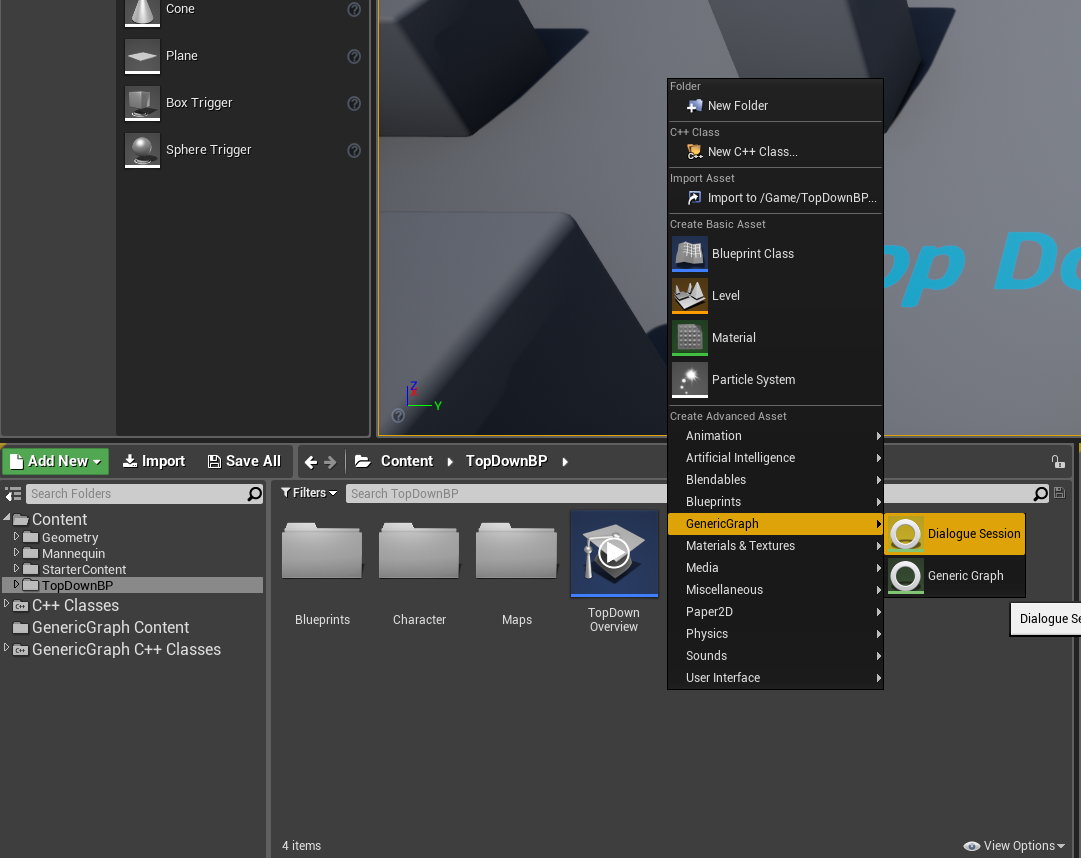 Cone
Plane
Box Trigger
Sphere Trigger
Folder
New Folder
C++ Class
New C++ Class...
Import Asset
Import to /Game/TopDownBP...
Create Basic Asset
Blueprint Class
Level
Material
Particle System
Create Advanced Asset
Animation
Artificial Intelligence
Blendables
Blueprints
GenericGraph
Materials & Textures
Media
Miscellaneous
Paper2D
Physics
Sounds
User Interface
Dialogue Session
Generic Graph
Dialogue Se
op Do
Z
X
Y
Add New
Import
Save All
Content
TopDownBP
Search Folders
Filters
Search TopDownBP
Content
Geometry
Mannequin
StarterContent
TopDownBP
C++ Classes
GenericGraph Content
GenericGraph C++ Classes
Blueprints
Character
Maps
TopDown
Overview
4 items
View Options